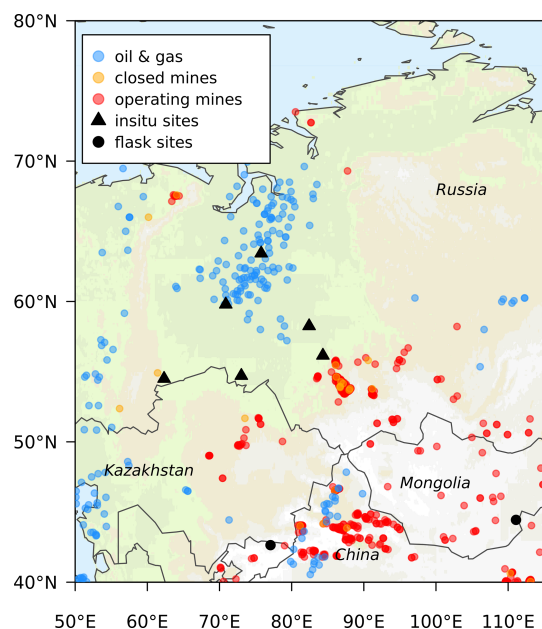 80°N
oil & gas
closed mines
operating mines
insitu sites
flask sites
70°N
Russia
60°N
50°N
Kazakhstan
Mongolia
China
40°N
50°E 60°E 70°E 80°E 90°E 100°E 110°E